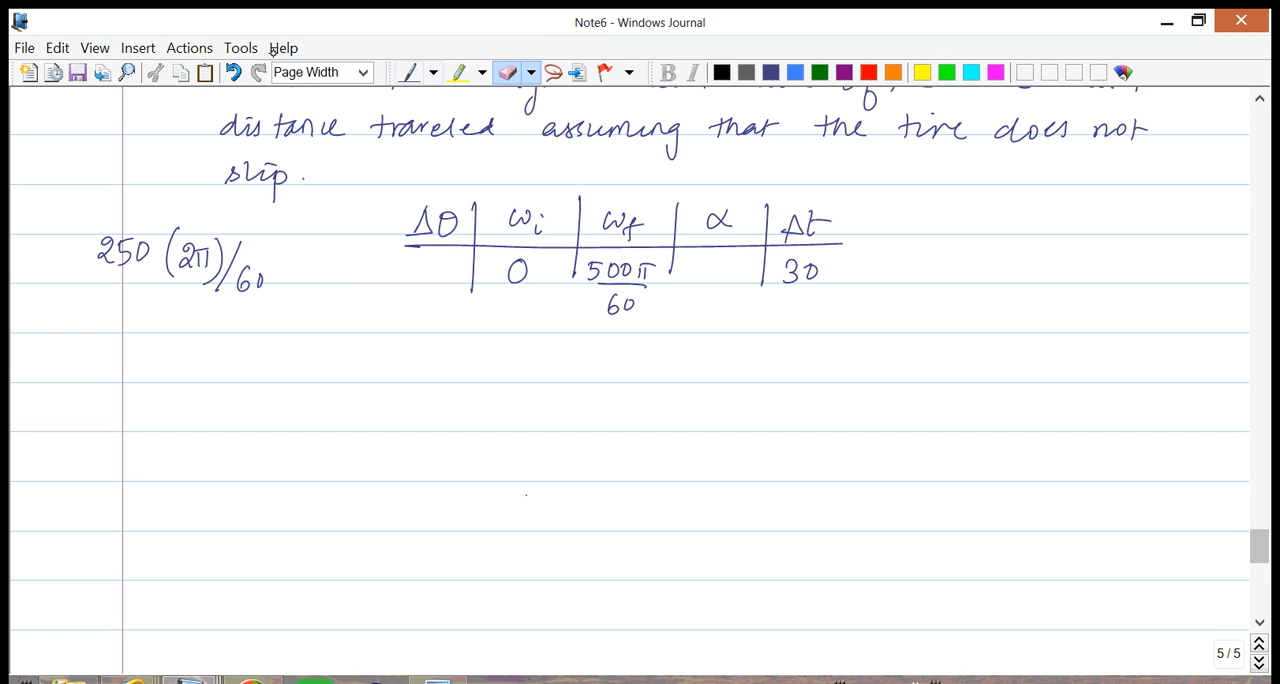 Note6 - Windows Journal
File Edit View Insert Actions Tools Help
Page Width
B I
distance traveled assuming that the tire does not
slip.
Δθ ωi ωf α Δt
250 (2π)/60 0 500π/60 30
5 / 5